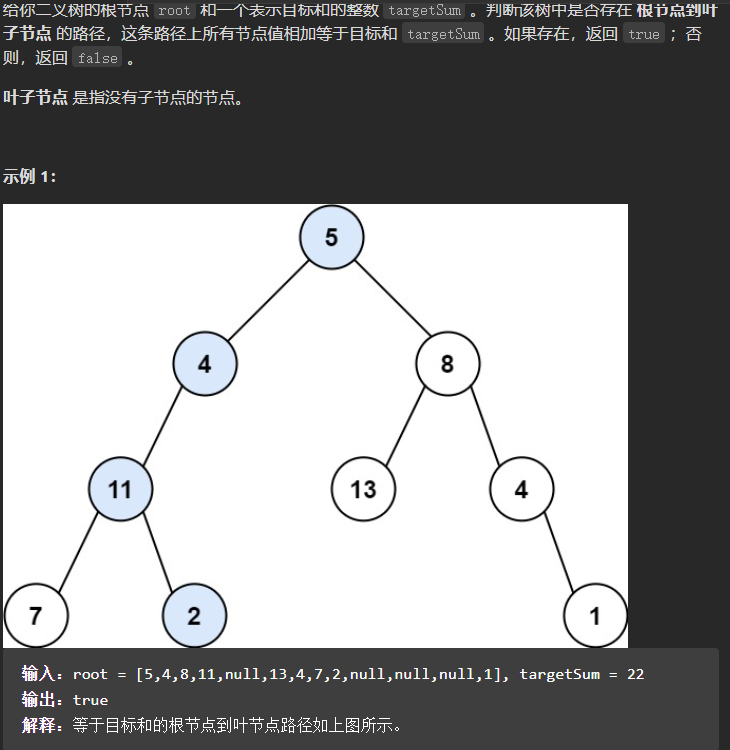 给你二叉树的根节点 root 和一个表示目标和的整数 targetSum 。判断该树中是否存在 根节点到叶
子节点 的路径，这条路径上所有节点值相加等于目标和 targetSum 。如果存在，返回 true ；否
则，返回 false 。
叶子节点 是指没有子节点的节点。
示例 1：
5
4 8
11 13 4
7 2 1
输入：root = [5,4,8,11,null,13,4,7,2,null,null,null,1], targetSum = 22
输出：true
解释：等于目标和的根节点到叶节点路径如上图所示。